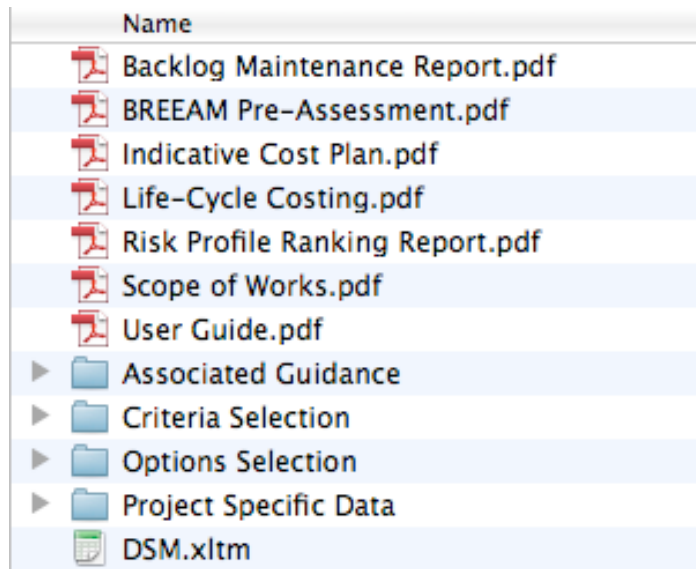 Name
Backlog Maintenance Report.pdf
BREEAM Pre-Assessment.pdf
Indicative Cost Plan.pdf
Life-Cycle Costing.pdf
Risk Profile Ranking Report.pdf
Scope of Works.pdf
User Guide.pdf
Associated Guidance
Criteria Selection
Options Selection
Project Specific Data
DSM.xltm